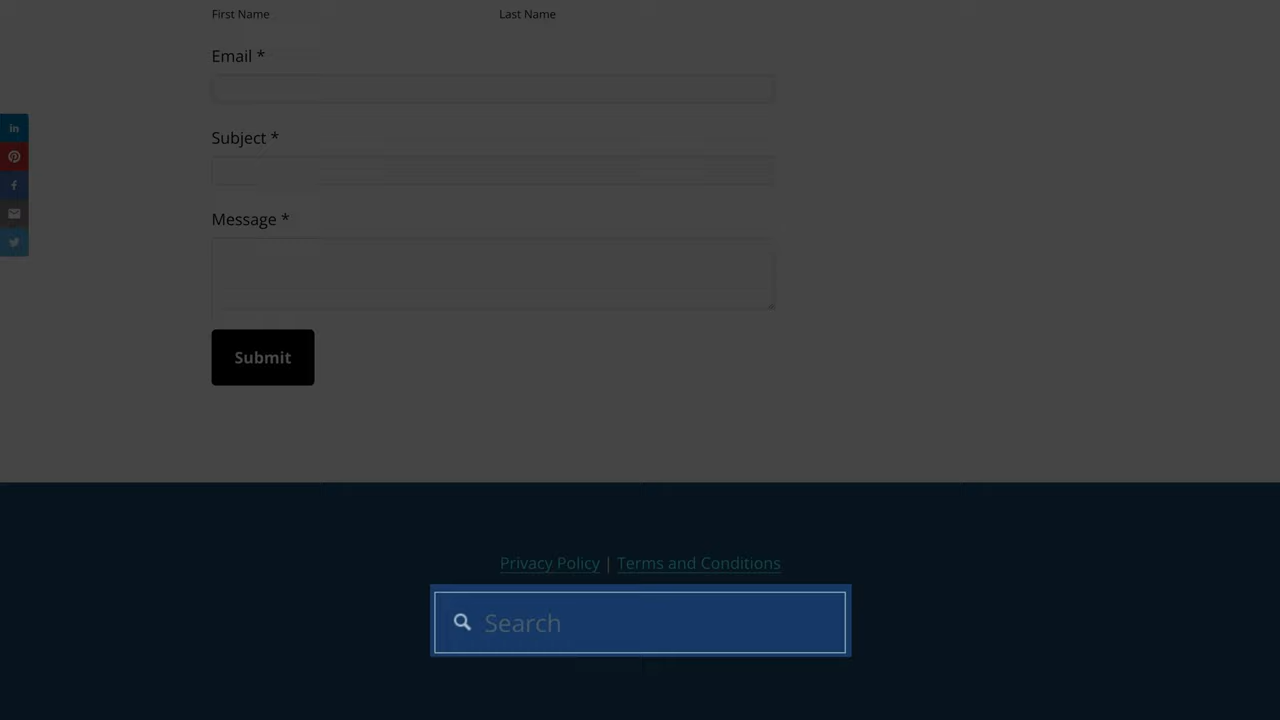 First Name Last Name
Email *
Subject *
Message *
Submit
Privacy Policy | Terms and Conditions
Search